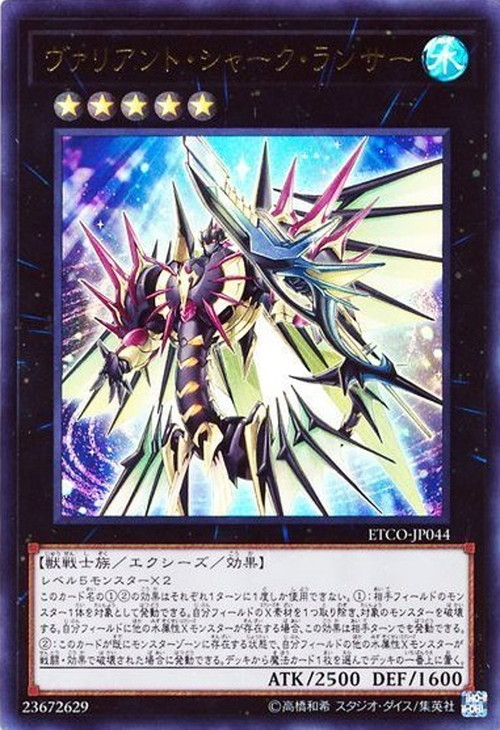 ヴァリアント・シャーク・ランサー
水
ETCO-JP044
【獣戦士族/エクシーズ/効果】
レベル5モンスター×2
このカード名の①②の効果はそれぞれ1ターンに1度しか使用できない。①:相手フィールドのモン
スター1体を対象として発動できる。自分フィールドのX素材を1つ取り除き、対象のモンスターを破壊
する。自分フィールドに他の水属性Xモンスターが存在する場合、この効果は相手ターンでも発動できる。
②:このカードが既にモンスターゾーンに存在する状態で、自分フィールドの他の水属性Xモンスターが
戦闘・効果で破壊された場合に発動できる。デッキから魔法カード1枚を選んでデッキの一番上に置く。
ATK/2500 DEF/1600
23672629
©高橋和希 スタジオ・ダイス/集英社